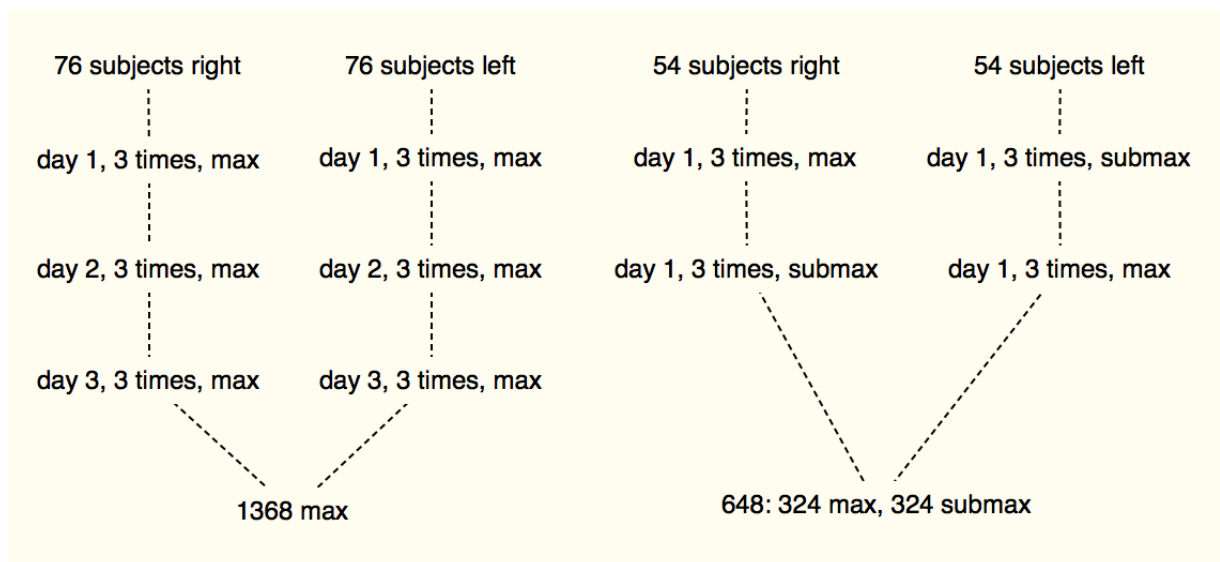 76 subjects right
76 subjects left
54 subjects right
54 subjects left
day 1, 3 times, max
day 1, 3 times, max
day 1, 3 times, max
day 1, 3 times, submax
day 2, 3 times, max
day 2, 3 times, max
day 1, 3 times, submax
day 1, 3 times, max
day 3, 3 times, max
day 3, 3 times, max
1368 max
648: 324 max, 324 submax